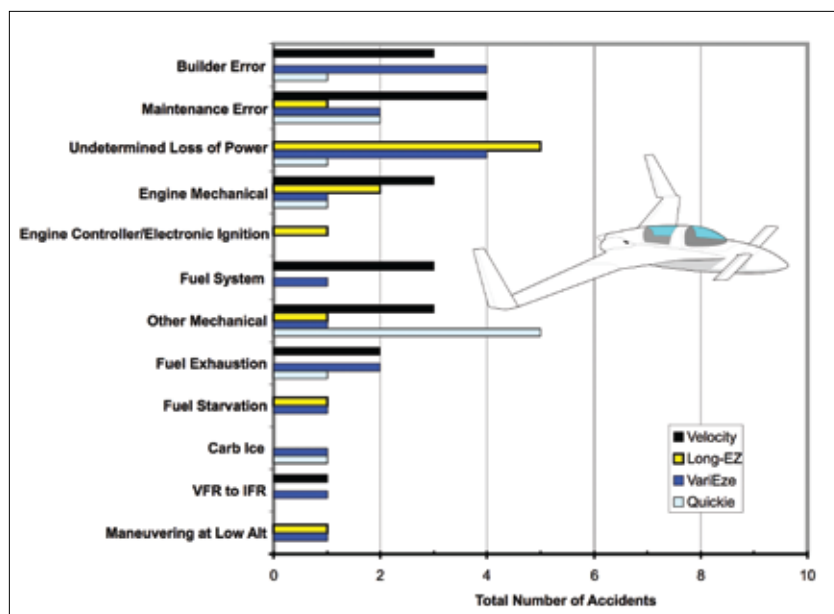 Builder Error
Maintenance Error
Undetermined Loss of Power
Engine Mechanical
Engine Controller/Electronic Ignition
Fuel System
Other Mechanical
Fuel Exhaustion
Fuel Starvation
Carb Ice
VFR to IFR
Maneuvering at Low Alt
Velocity
Long-EZ
VariEze
Quickie
0 2 4 6 8 10
Total Number of Accidents